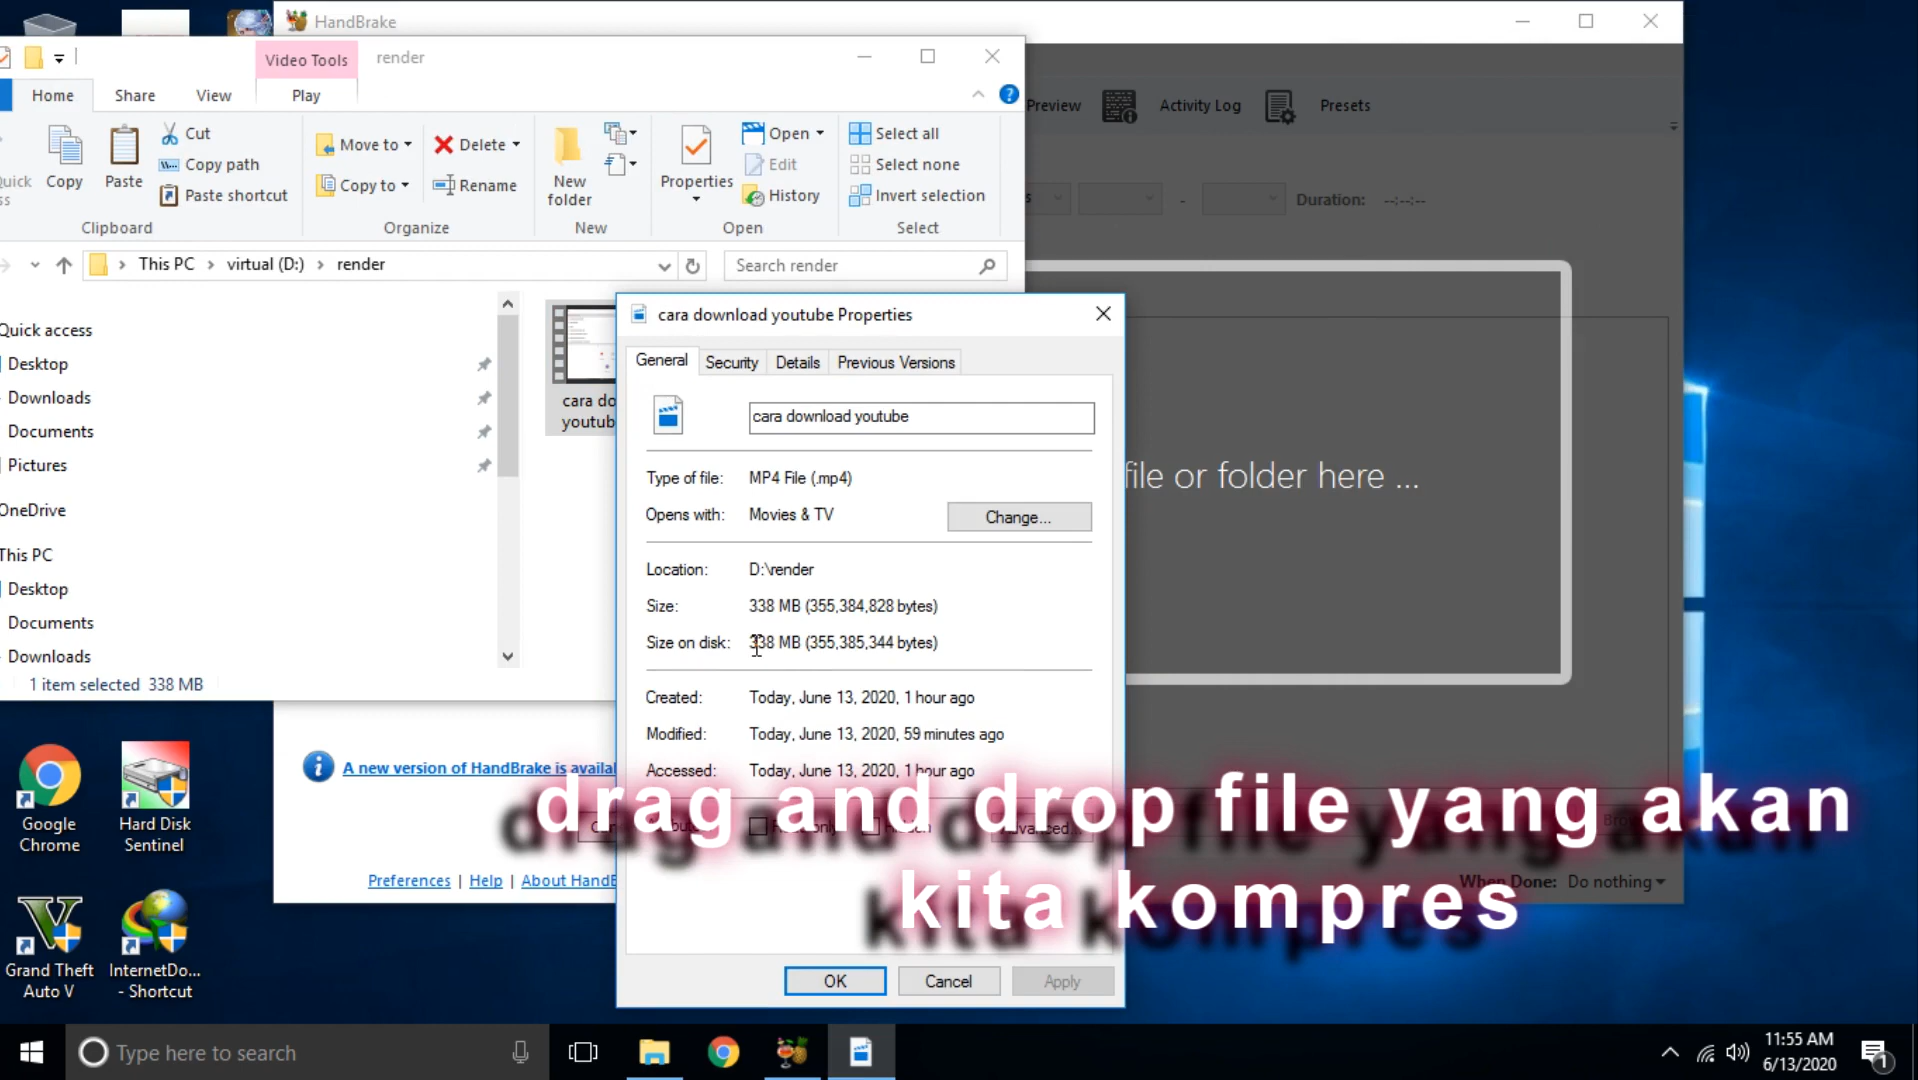 HandBrake
Video Tools
render
Home
Share
View
Play
Preview
Activity Log
Presets
Cut
Copy path
Paste shortcut
Copy
Paste
Move to
Copy to
Delete
Rename
New
folder
Properties
Open
Edit
History
Select all
Select none
Invert selection
Clipboard
Organize
New
Open
Select
Duration: --:--:--
This PC > virtual (D:) > render
Search render
Quick access
Desktop
Downloads
Documents
Pictures
OneDrive
This PC
Desktop
Documents
Downloads
1 item selected 338 MB
cara download youtube Properties
General
Security
Details
Previous Versions
cara download youtube
Type of file: MP4 File (.mp4)
Opens with: Movies & TV
Change...
Location: D:\render
Size: 338 MB (355,384,828 bytes)
Size on disk: 338 MB (355,385,344 bytes)
Created: Today, June 13, 2020, 1 hour ago
Modified: Today, June 13, 2020, 59 minutes ago
Accessed: Today, June 13, 2020, 1 hour ago
file or folder here ...
A new version of HandBrake is
drag and drop file yang akan
kita kompres
Advanced...
Preferences | Help | About
When Done: Do nothing
OK
Cancel
Apply
Google
Chrome
Hard Disk
Sentinel
Grand Theft
Auto V
InternetDo...
- Shortcut
Type here to search
11:55 AM
6/13/2020
1